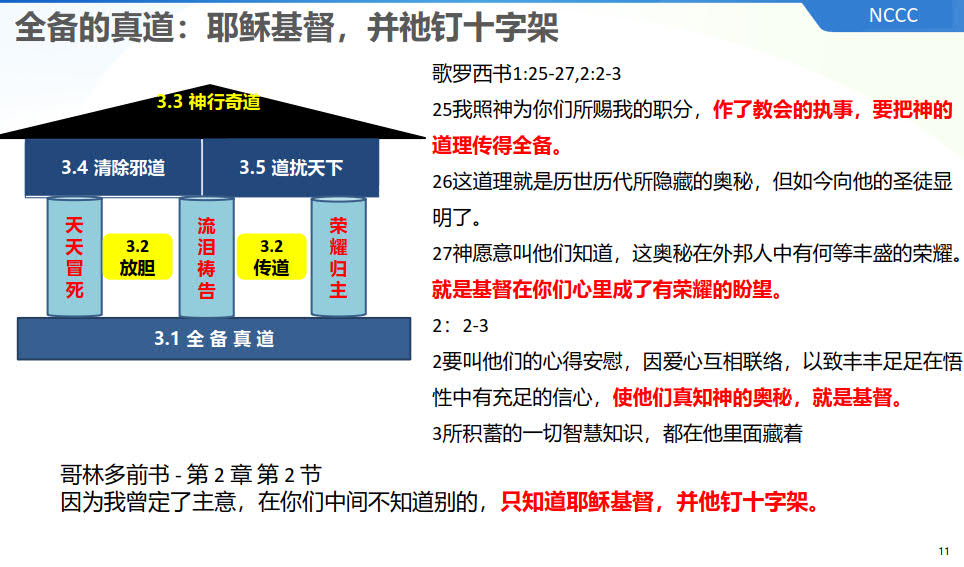 NCCC
全备的真道：耶稣基督，并祂钉十字架
3.3 神行奇道
3.4 清除邪道
3.5 道扰天下
天天冒死
3.2
放胆
流泪祷告
3.2
传道
荣耀归主
3.1 全 备 真 道
歌罗西书1:25-27,2:2-3
25我照神为你们所赐我的职分，作了教会的执事，要把神的
道理传得全备。
26这道理就是历世历代所隐藏的奥秘，但如今向他的圣徒显
明了。
27神愿意叫他们知道，这奥秘在外邦人中有何等丰盛的荣耀。
就是基督在你们心里成了有荣耀的盼望。
2：2-3
2要叫他们的心得安慰，因爱心互相联络，以致丰丰足足在悟
性中有充足的信心，使他们真知神的奥秘，就是基督。
3所积蓄的一切智慧知识，都在他里面藏着
哥林多前书 - 第 2 章 第 2 节
因为我曾定了主意，在你们中间不知道别的，只知道耶稣基督，并他钉十字架。
11